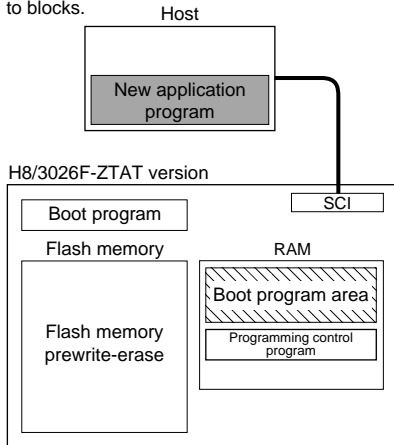 to blocks.
Host
New application
program
H8/3026F-ZTAT version
SCI
Boot program
Flash memory
RAM
Boot program area
Flash memory
prewrite-erase
Programming control
program